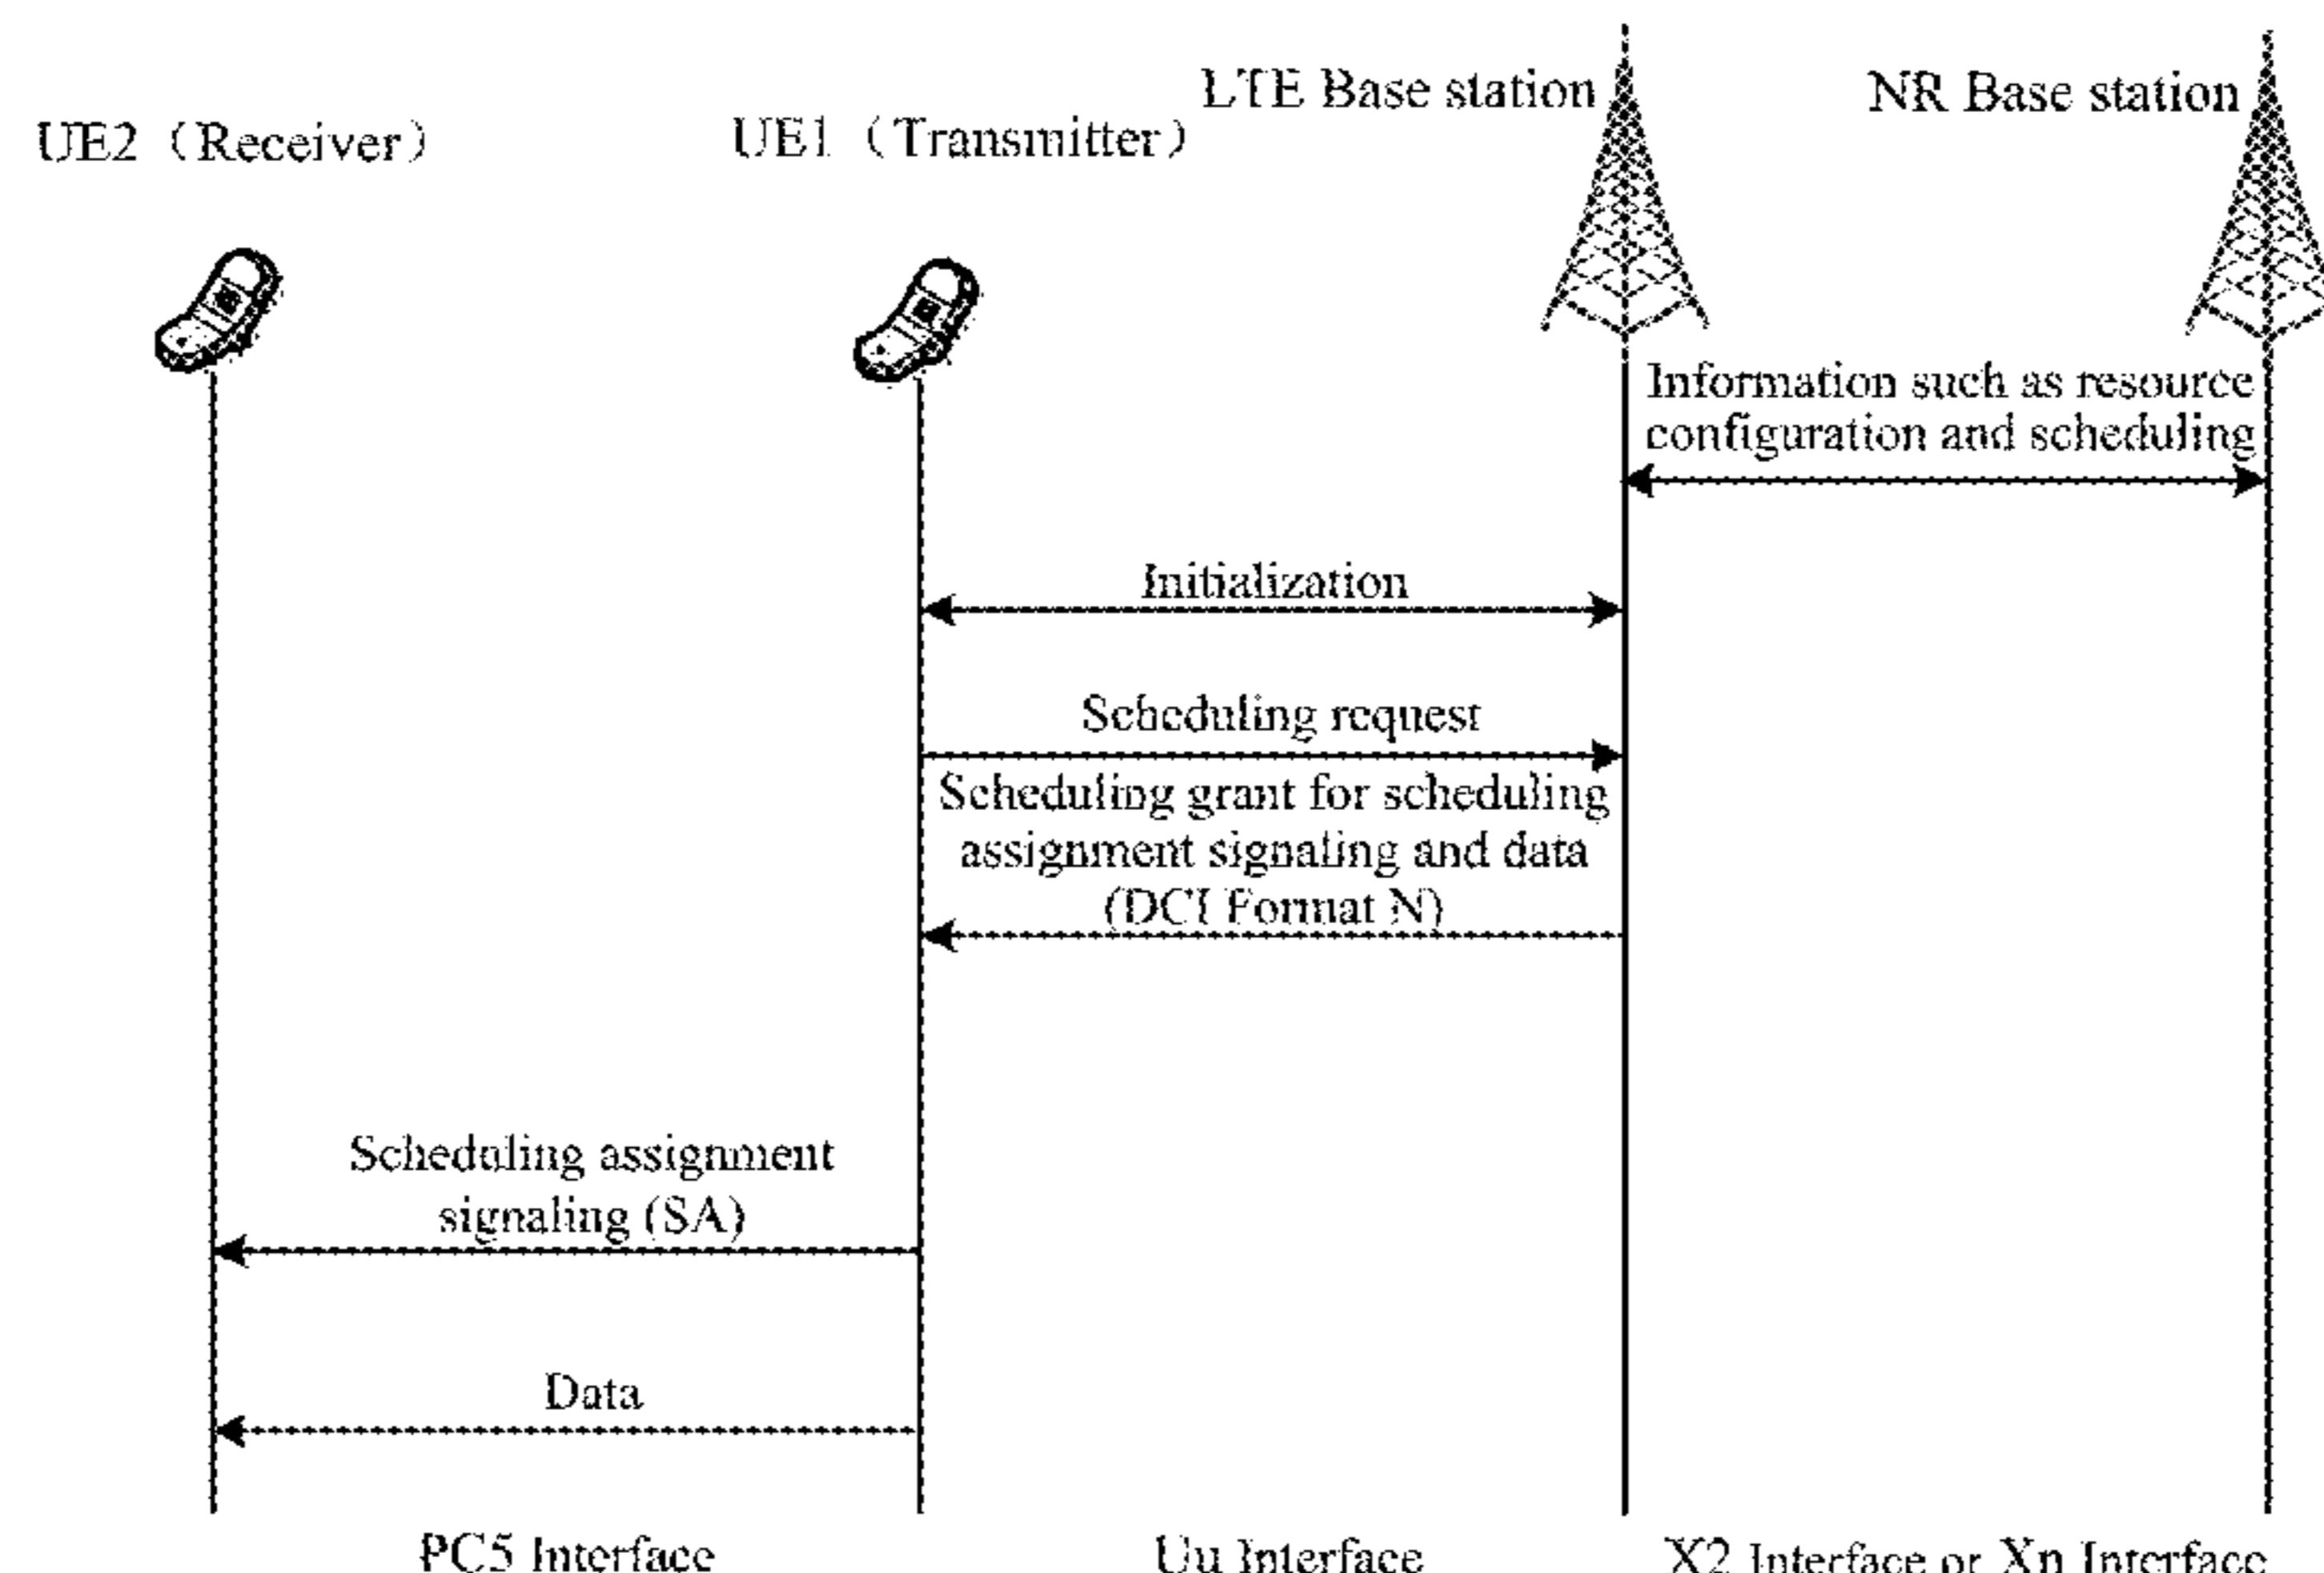 LTE Base station
NR Base station
UE2（Receiver）
UE1（Transmitter）
Information such as resource
configuration and scheduling
Initialization
Scheduling request
Scheduling grant for scheduling
assignment signaling and data
(DCI Format N)
Scheduling assignment
signaling (SA)
Data
PC5 Interface
Uu Interface
X2 Interface or Xn Interface